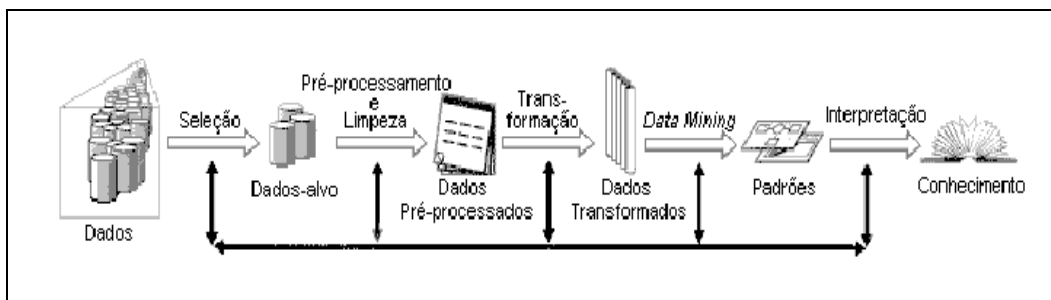 Pré-processamento
e
Limpeza
Seleção
Trans-
formação
Data Mining
Interpretação
Dados
Dados-alvo
Dados
Pré-processados
Dados
Transformados
Padrões
Conhecimento